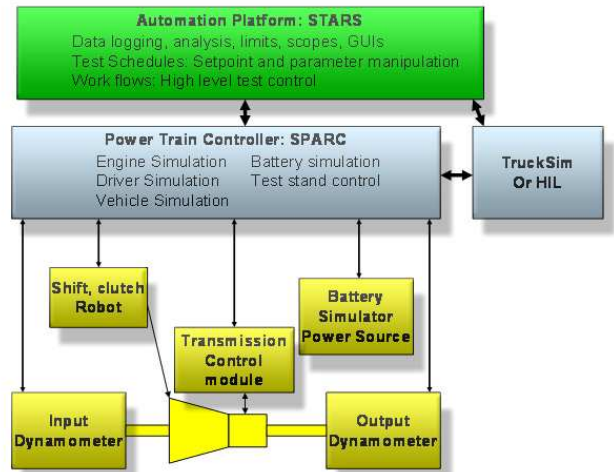 Automation Platform: STARS
Data logging, analysis, limits, scopes, GUIs
Test Schedules: Setpoint and parameter manipulation
Work flows: High level test control
Power Train Controller: SPARC
Engine Simulation Battery simulation
Driver Simulation Test stand control
Vehicle Simulation
TruckSim
Or HIL
Shift, clutch
Robot
Transmission
Control
module
Battery
Simulator
Power Source
Input
Dynamometer
Output
Dynamometer